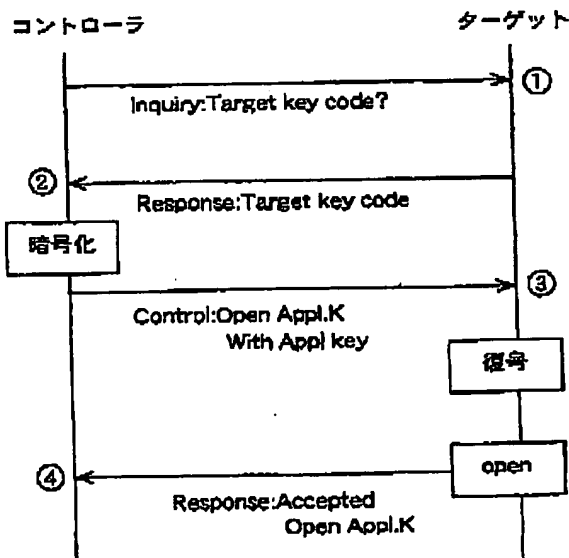 コントローラ
ターゲット
①
Inquiry:Target key code?
②
Response:Target key code
暗号化
③
Control:Open Appl.K
With Appl key
復号
open
④
Response:Accepted
Open Appl.K